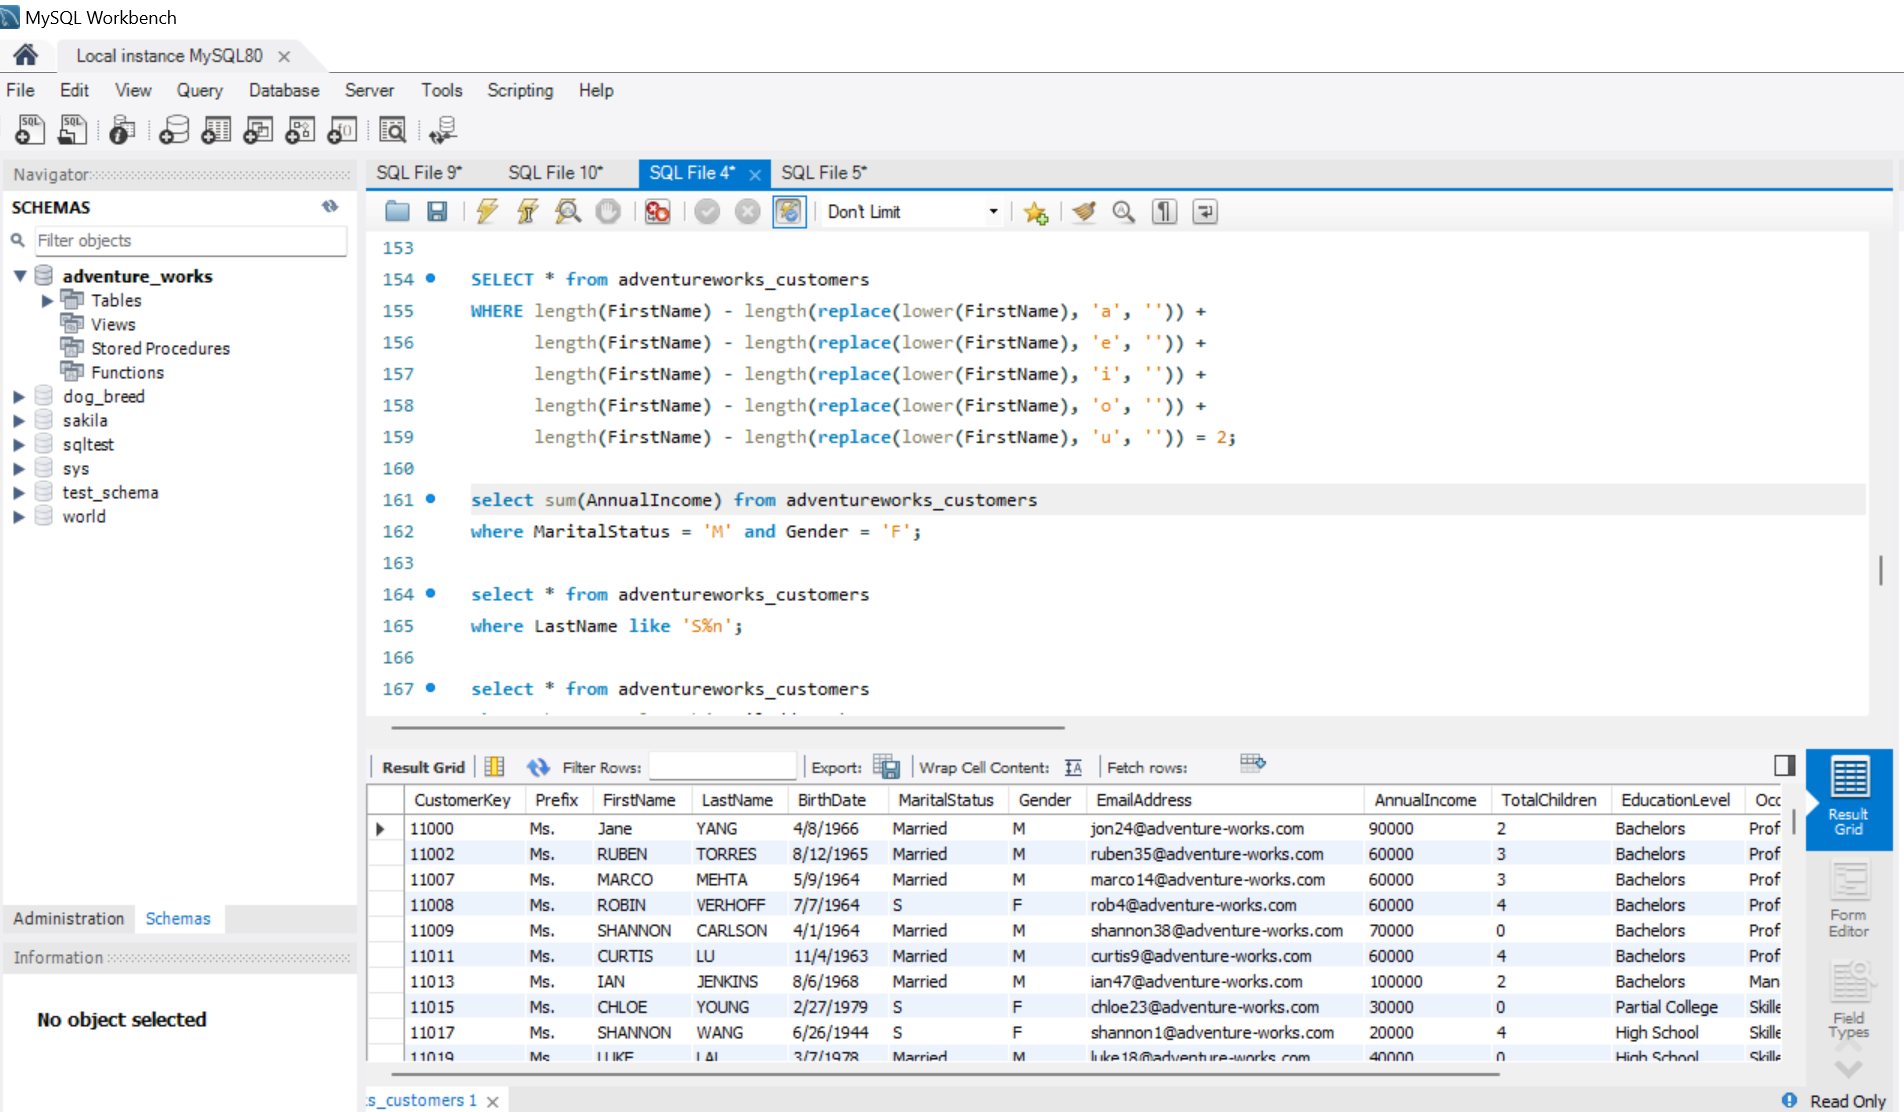 MySQL Workbench
Local instance MySQL80
File Edit View Query Database Server Tools Scripting Help
Navigator
SCHEMAS
Filter objects
adventure_works
Tables
Views
Stored Procedures
Functions
dog_breed
sakila
sqltest
sys
test_schema
world
Administration Schemas
Information
No object selected
SQL File 9* SQL File 10* SQL File 4* SQL File 5*
Don't Limit
153
154 SELECT * from adventureworks_customers
155 WHERE length(FirstName) - length(replace(lower(FirstName), 'a', '')) +
156 length(FirstName) - length(replace(lower(FirstName), 'e', '')) +
157 length(FirstName) - length(replace(lower(FirstName), 'i', '')) +
158 length(FirstName) - length(replace(lower(FirstName), 'o', '')) +
159 length(FirstName) - length(replace(lower(FirstName), 'u', '')) = 2;
160
161 select sum(AnnualIncome) from adventureworks_customers
162 where MaritalStatus = 'M' and Gender = 'F';
163
164 select * from adventureworks_customers
165 where LastName like 'S%n';
166
167 select * from adventureworks_customers
Result Grid Filter Rows: Export: Wrap Cell Content: Fetch rows:
CustomerKey Prefix FirstName LastName BirthDate MaritalStatus Gender EmailAddress AnnualIncome TotalChildren EducationLevel Occ
11000 Ms. Jane YANG 4/8/1966 Married M jon24@adventure-works.com 90000 2 Bachelors Prof
11002 Ms. RUBEN TORRES 8/12/1965 Married M ruben35@adventure-works.com 60000 3 Bachelors Prof
11007 Ms. MARCO MEHTA 5/9/1964 Married M marco14@adventure-works.com 60000 3 Bachelors Prof
11008 Ms. ROBIN VERHOFF 7/7/1964 S F rob4@adventure-works.com 60000 4 Bachelors Prof
11009 Ms. SHANNON CARLSON 4/1/1964 Married M shannon38@adventure-works.com 70000 0 Bachelors Prof
11011 Ms. CURTIS LU 11/4/1963 Married M curtis9@adventure-works.com 60000 4 Bachelors Prof
11013 Ms. IAN JENKINS 8/6/1968 Married M ian47@adventure-works.com 100000 2 Bachelors Man
11015 Ms. CHLOE YOUNG 2/27/1979 S F chloe23@adventure-works.com 30000 0 Partial College Skille
11017 Ms. SHANNON WANG 6/26/1944 S F shannon1@adventure-works.com 20000 4 High School Skille
11019 Ms. LUKE LAL 3/7/1978 Married M luke18@adventure-works.com 40000 0 High School Skille
Result
Grid
Form
Editor
Field
Types
s_customers 1
Read Only